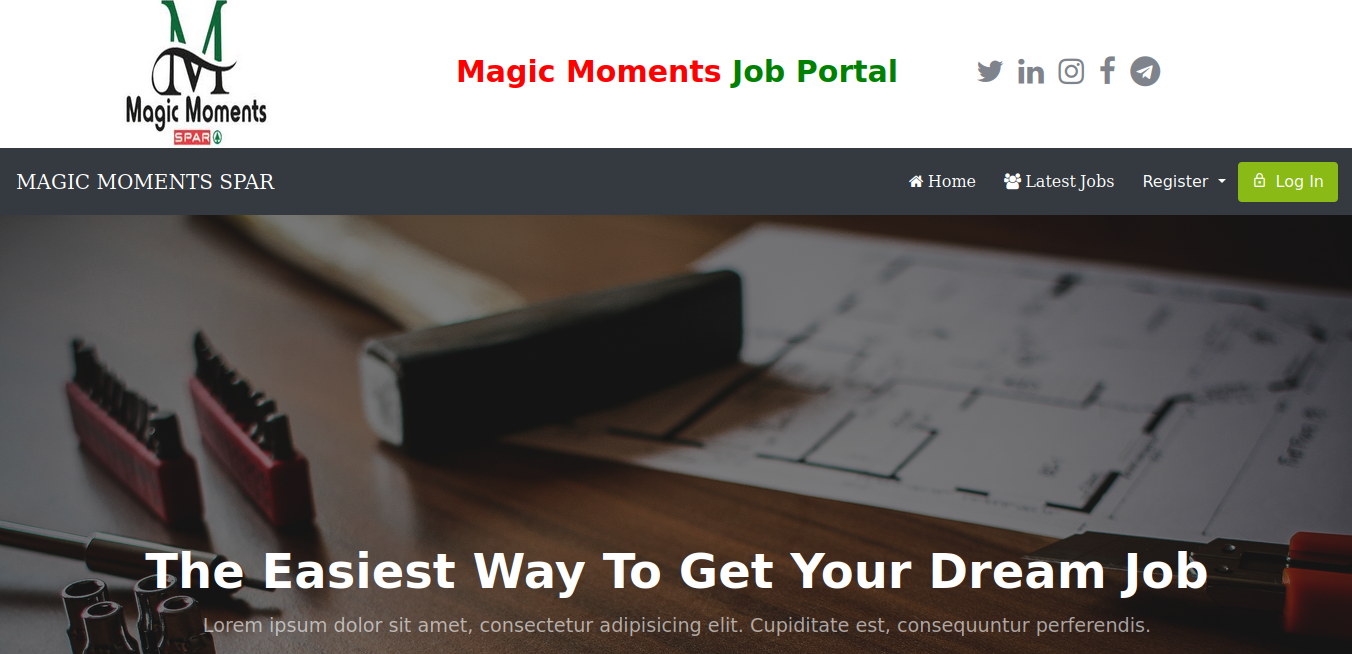 M
Magic Moments
SPAR
Magic Moments Job Portal
MAGIC MOMENTS SPAR
Home
Latest Jobs
Register
Log In
The Easiest Way To Get Your Dream Job
Lorem ipsum dolor sit amet, consectetur adipisicing elit. Cupiditate est, consequuntur perferendis.